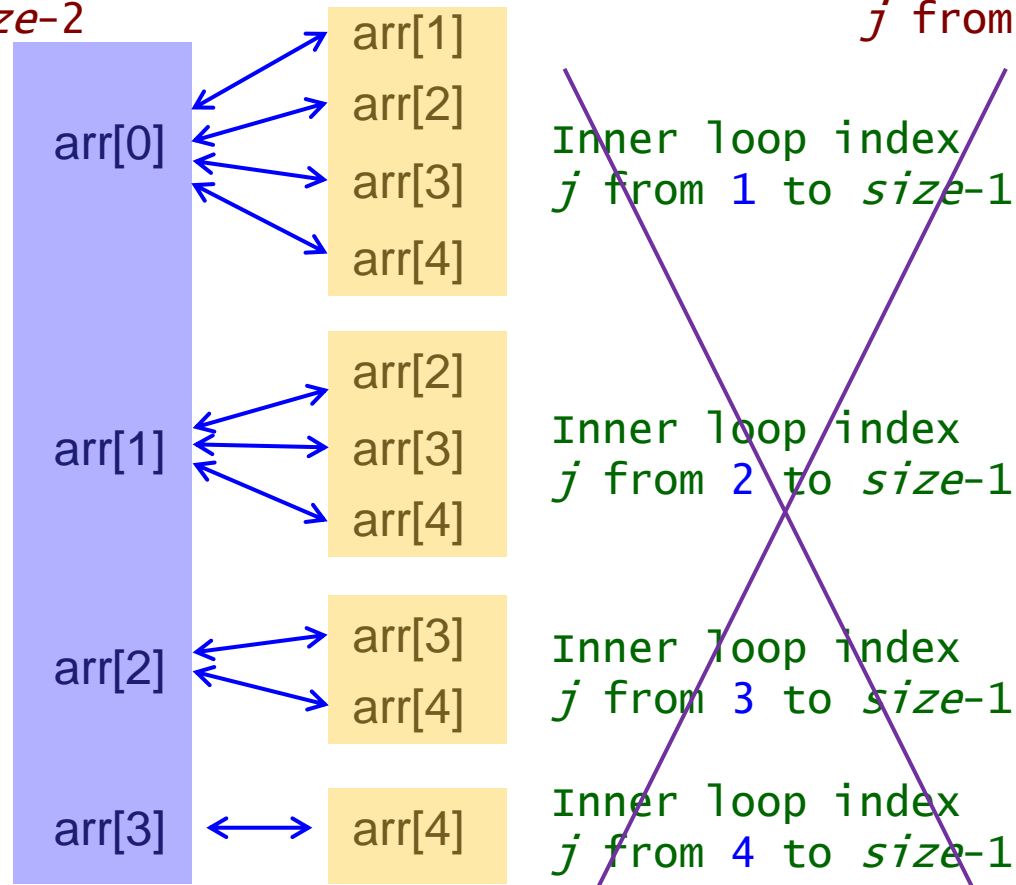 ze-2
j from
arr[0]
arr[1]
arr[2]
arr[3]
arr[4]
Inner loop index
j from 1 to size-1
arr[1]
arr[2]
arr[3]
arr[4]
Inner loop index
j from 2 to size-1
arr[2]
arr[3]
arr[4]
Inner loop index
j from 3 to size-1
arr[3]
arr[4]
Inner loop index
j from 4 to size-1